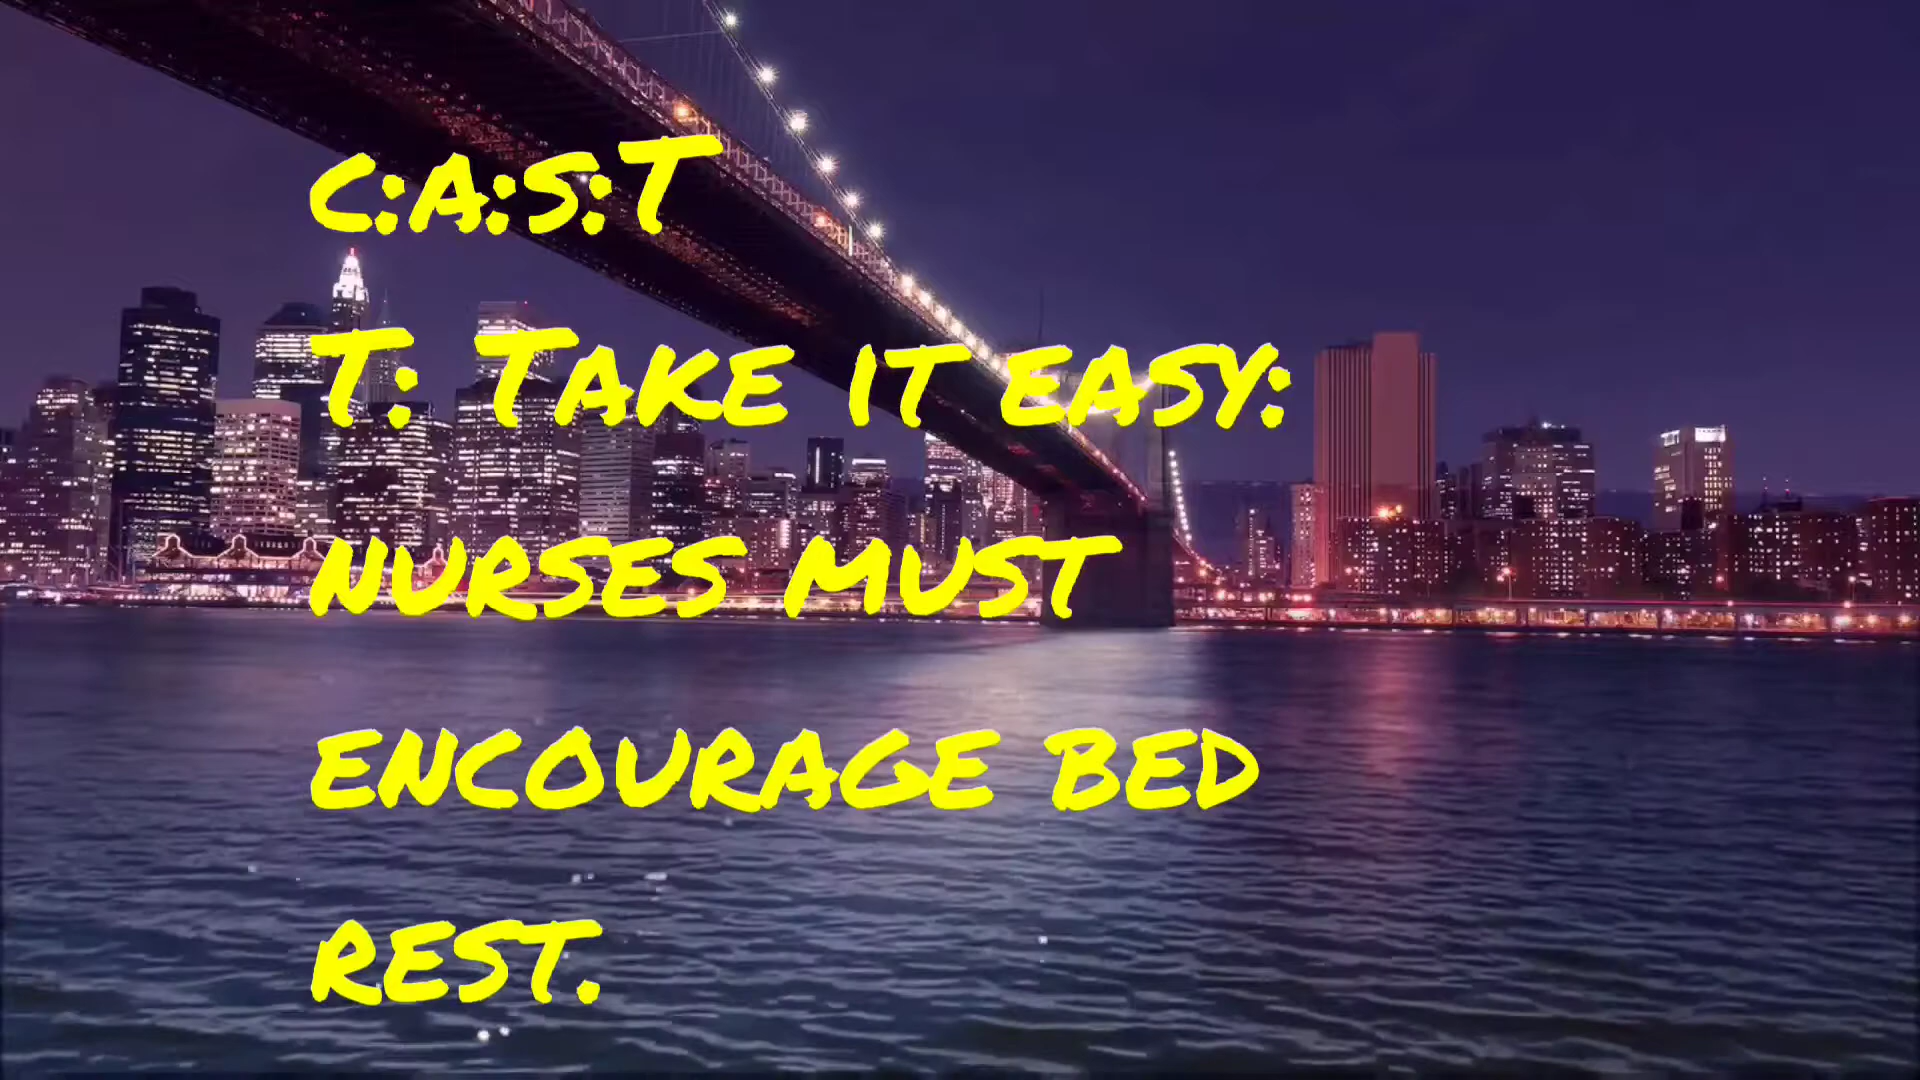 C:A:S:T
T: TAKE IT EASY:
NURSES MUST
ENCOURAGE BED
REST.